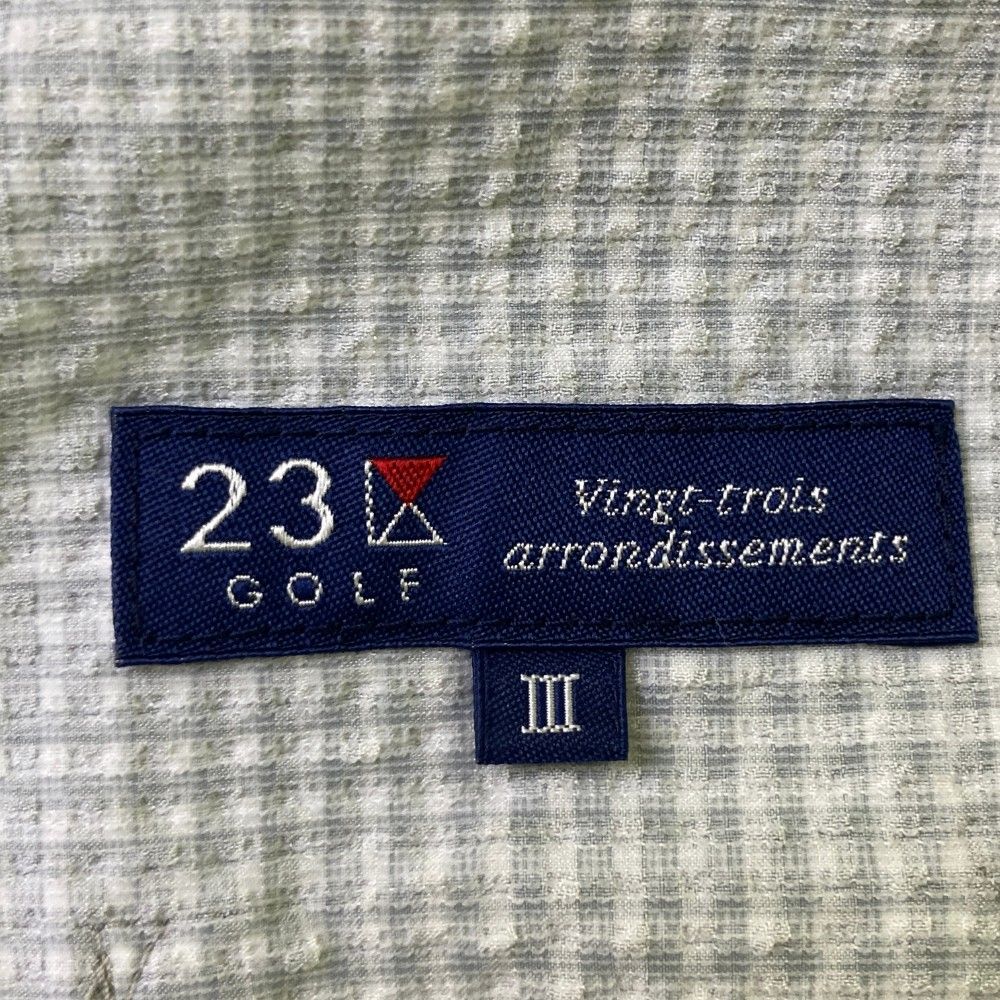 23
GOLF
Vingt-trois
arrondissements
III